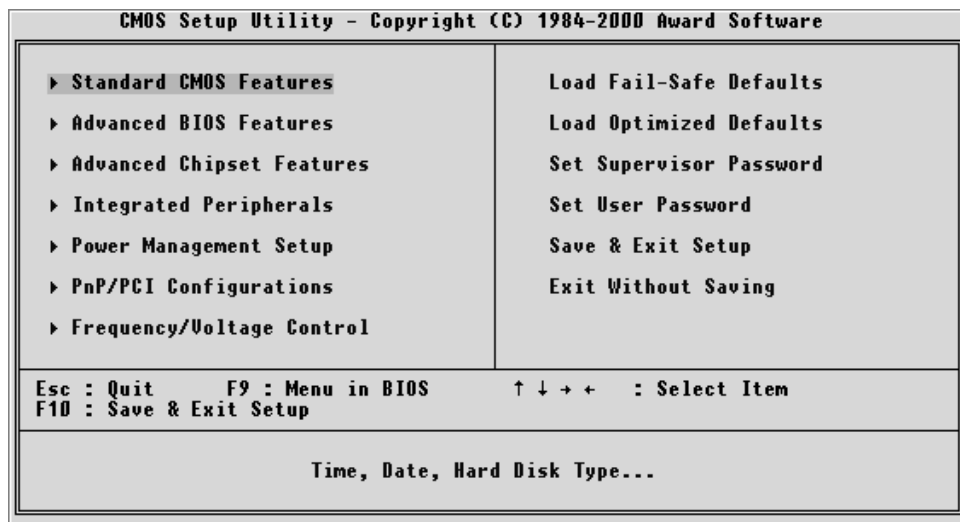 CMOS Setup Utility - Copyright (C) 1984-2000 Award Software
▸ Standard CMOS Features
▸ Advanced BIOS Features
▸ Advanced Chipset Features
▸ Integrated Peripherals
▸ Power Management Setup
▸ PnP/PCI Configurations
▸ Frequency/Voltage Control
Load Fail-Safe Defaults
Load Optimized Defaults
Set Supervisor Password
Set User Password
Save & Exit Setup
Exit Without Saving
Esc : Quit F9 : Menu in BIOS ↑ ↓ → ← : Select Item
F10 : Save & Exit Setup
Time, Date, Hard Disk Type...